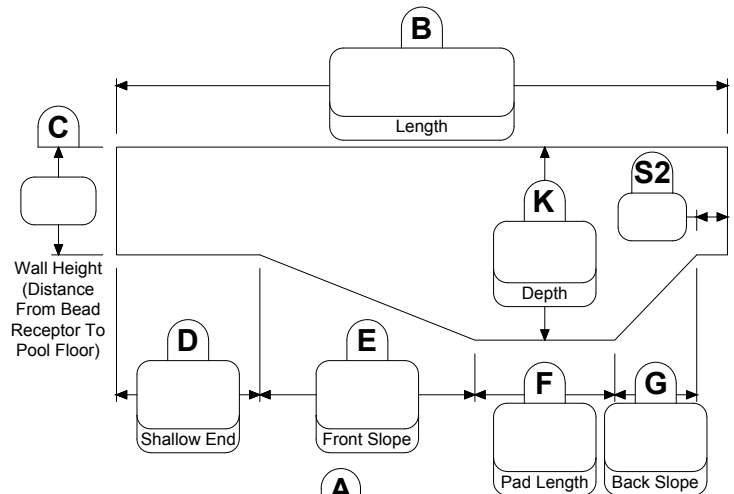 B
Length
C
S2
K
Wall Height
(Distance
From Bead
Receptor To
Pool Floor)
Depth
D
E
F
G
Shallow End
Front Slope
Pad Length
Back Slope
A